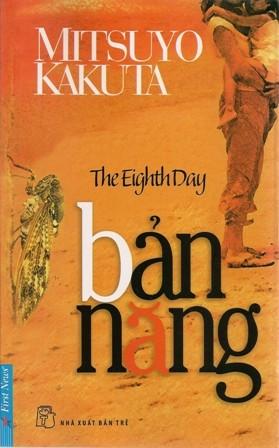 MITSUYO
KAKUTA
The Eighth Day
bản
năng
First News
NHÀ XUẤT BẢN TRẺ